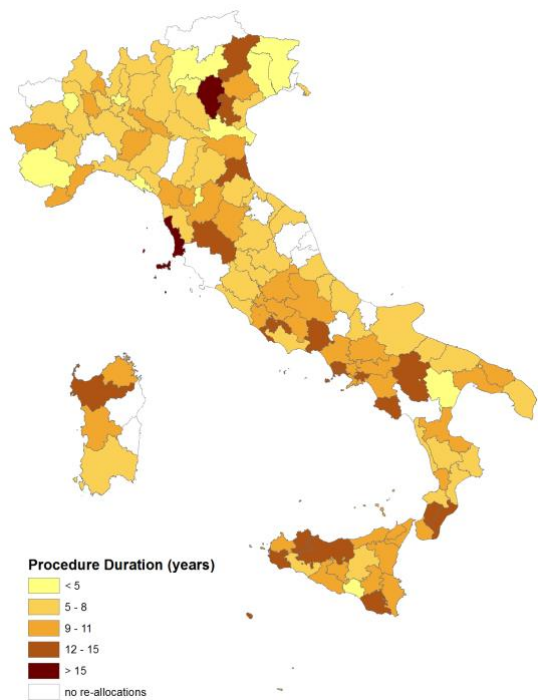 Procedure Duration (years)
< 5
5 - 8
9 - 11
12 - 15
> 15
no re-allocations